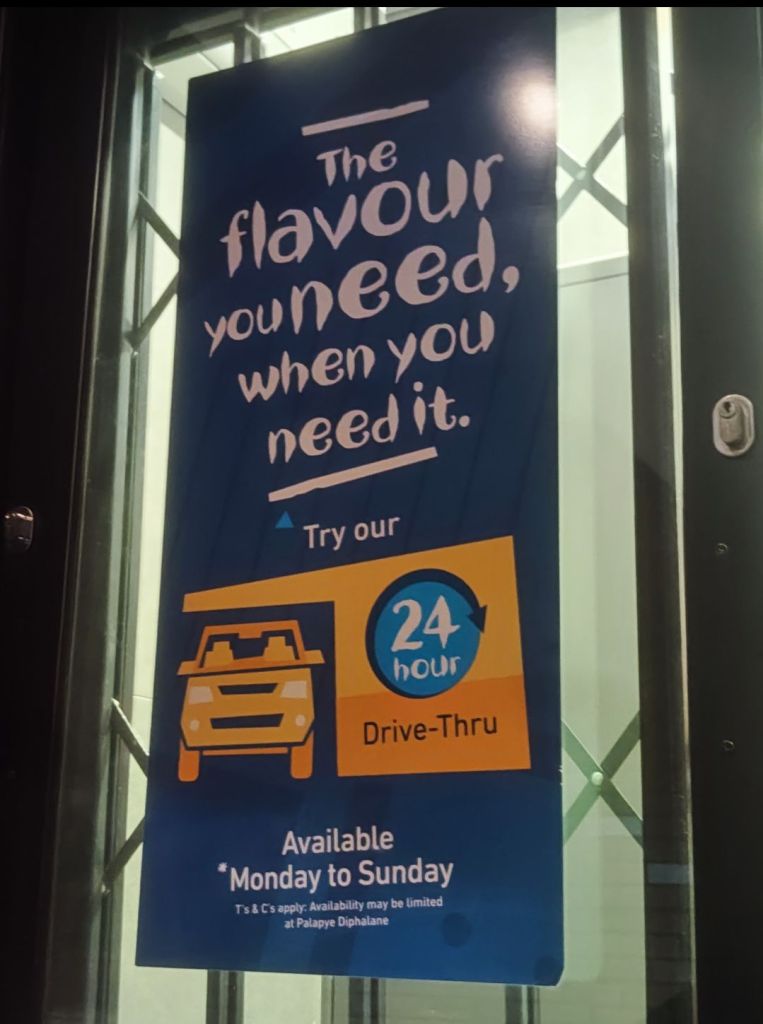 The
flavour
you need,
when you
need it.
Try our
24
hour
Drive-Thru
Available
*Monday to Sunday
T's & C's apply: Availability may be limited
at Palapye Diphalane